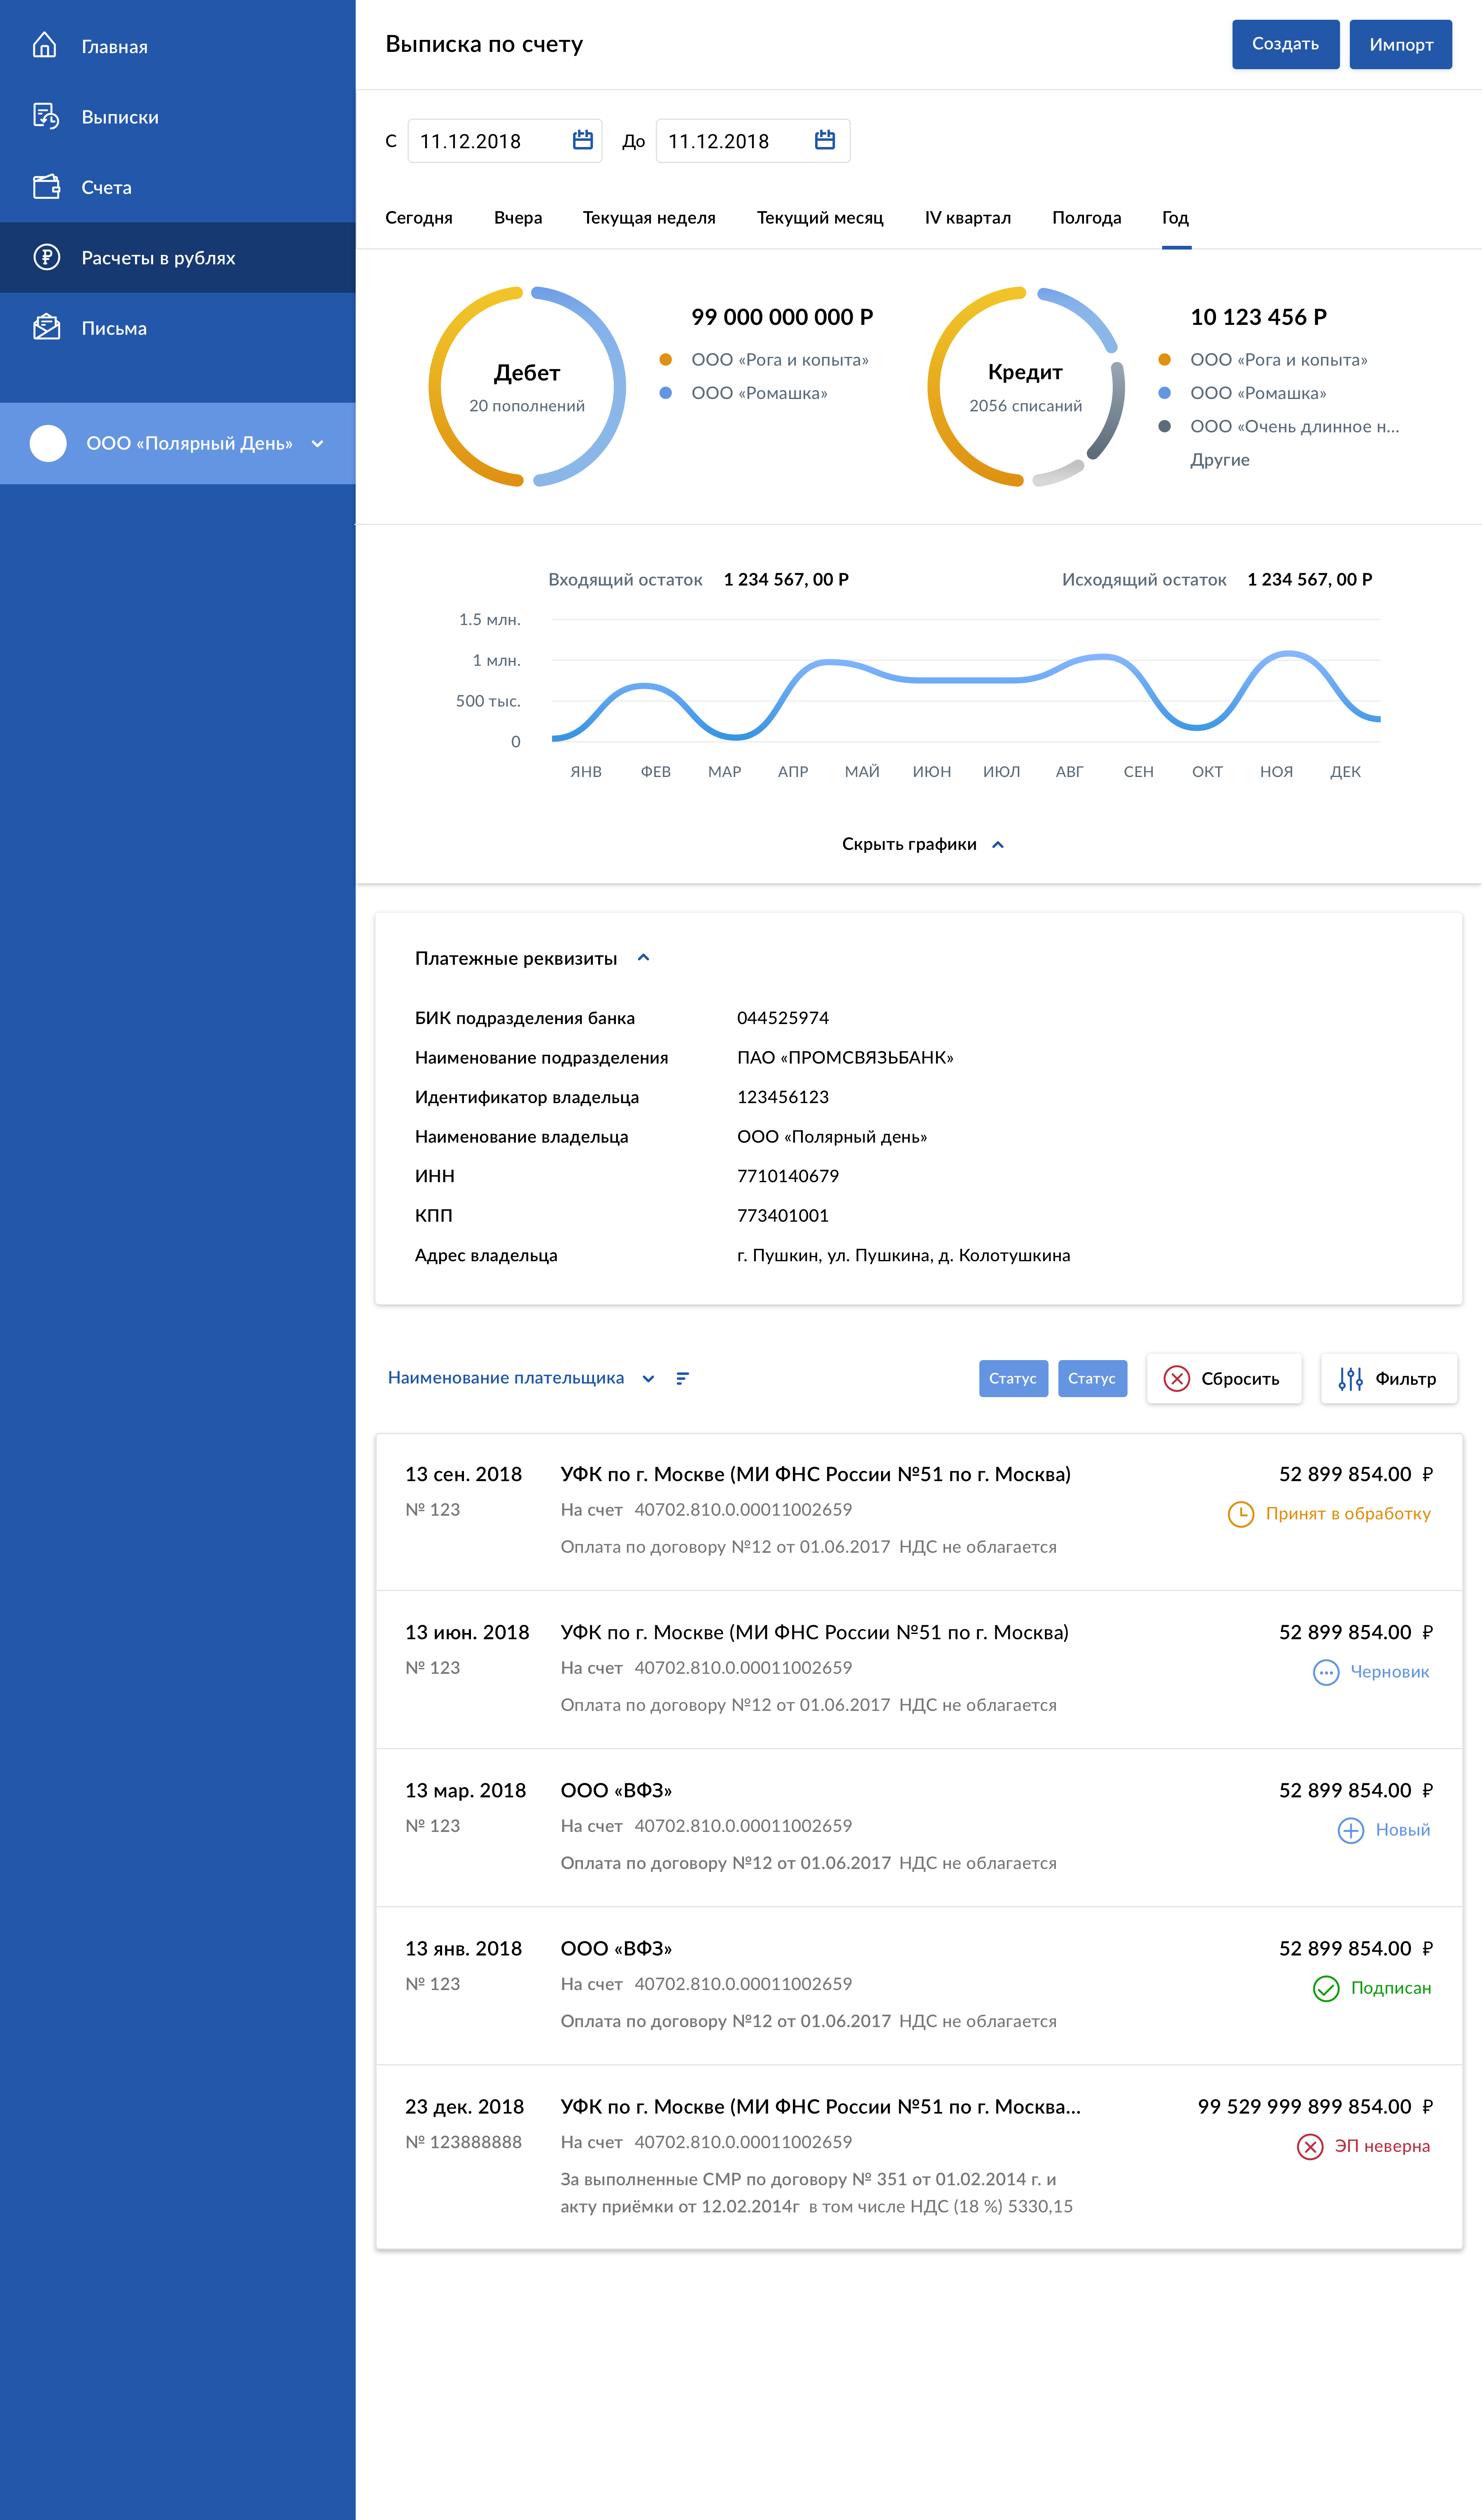 Главная
Выписки
Счета
Расчеты в рублях
Письма
ООО «Полярный День»
Выписка по счету
Создать
Импорт
С 11.12.2018 До 11.12.2018
Сегодня Вчера Текущая неделя Текущий месяц IV квартал Полгода Год
Дебет
20 пополнений
99 000 000 000 Р
ООО «Рога и копыта»
ООО «Ромашка»
Кредит
2056 списаний
10 123 456 Р
ООО «Рога и копыта»
ООО «Ромашка»
ООО «Очень длинное н...
Другие
Входящий остаток 1 234 567, 00 Р
Исходящий остаток 1 234 567, 00 Р
1.5 млн.
1 млн.
500 тыс.
0
ЯНВ ФЕВ МАР АПР МАЙ ИЮН ИЮЛ АВГ СЕН ОКТ НОЯ ДЕК
Скрыть графики
Платежные реквизиты
БИК подразделения банка 044525974
Наименование подразделения ПАО «ПРОМСВЯЗЬБАНК»
Идентификатор владельца 123456123
Наименование владельца ООО «Полярный день»
ИНН 7710140679
КПП 773401001
Адрес владельца г. Пушкин, ул. Пушкина, д. Колотушкина
Наименование плательщика
Статус Статус Сбросить Фильтр
13 сен. 2018 УФК по г. Москве (МИ ФНС России №51 по г. Москва) 52 899 854.00 ₽
№ 123 На счет 40702.810.0.00011002659 Принят в обработку
Оплата по договору №12 от 01.06.2017 НДС не облагается
13 июн. 2018 УФК по г. Москве (МИ ФНС России №51 по г. Москва) 52 899 854.00 ₽
№ 123 На счет 40702.810.0.00011002659 Черновик
Оплата по договору №12 от 01.06.2017 НДС не облагается
13 мар. 2018 ООО «ВФЗ» 52 899 854.00 ₽
№ 123 На счет 40702.810.0.00011002659 Новый
Оплата по договору №12 от 01.06.2017 НДС не облагается
13 янв. 2018 ООО «ВФЗ» 52 899 854.00 ₽
№ 123 На счет 40702.810.0.00011002659 Подписан
Оплата по договору №12 от 01.06.2017 НДС не облагается
23 дек. 2018 УФК по г. Москве (МИ ФНС России №51 по г. Москва... 99 529 999 899 854.00 ₽
№ 123888888 На счет 40702.810.0.00011002659 ЭП неверна
За выполненные СМР по договору № 351 от 01.02.2014 г. и
акту приёмки от 12.02.2014г в том числе НДС (18 %) 5330,15